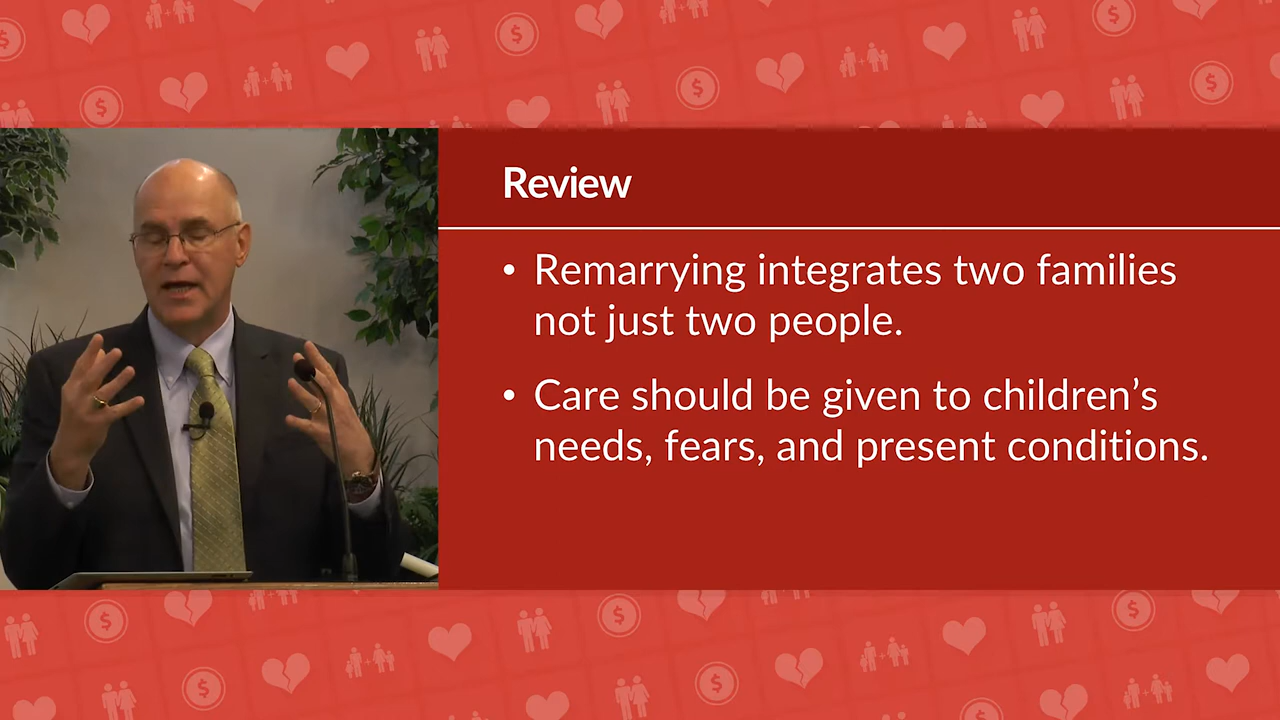 Review
• Remarrying integrates two families
not just two people.
• Care should be given to children’s
needs, fears, and present conditions.